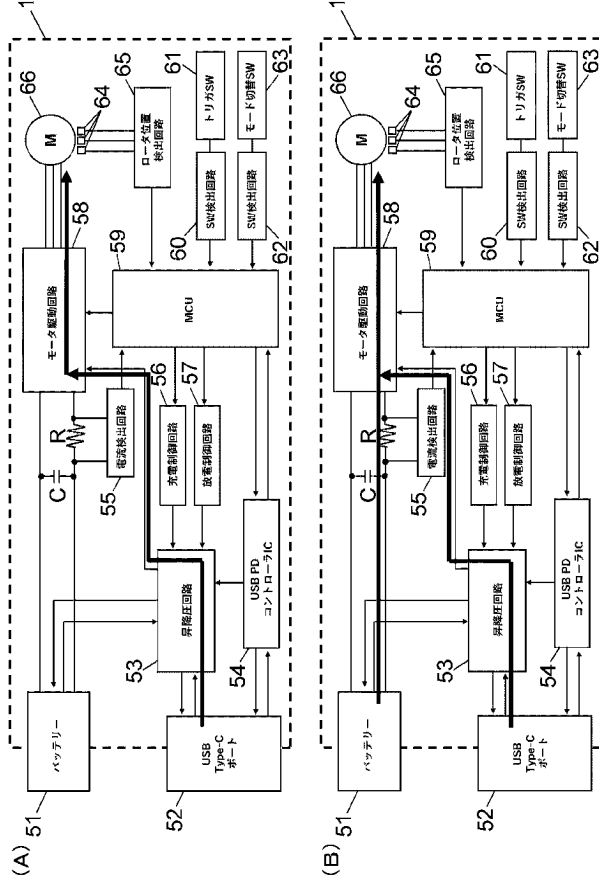 (A)
1
66
M
64
65
ロータ位置
検出回路
61
トリガSW
63
モード切替SW
58
モータ駆動回路
59
MCU
60
SW検出回路
62
SW検出回路
R
C
電流検出回路
55
56
充電制御回路
57
放電制御回路
昇降圧回路
53
USB PD
コントローラIC
54
バッテリー
51
USB
Type-C
ポート
52
(B)
1
66
M
64
65
ロータ位置
検出回路
61
トリガSW
63
モード切替SW
58
モータ駆動回路
59
MCU
60
SW検出回路
62
SW検出回路
R
C
電流検出回路
55
56
充電制御回路
57
放電制御回路
昇降圧回路
53
USB PD
コントローラIC
54
バッテリー
51
USB
Type-C
ポート
52